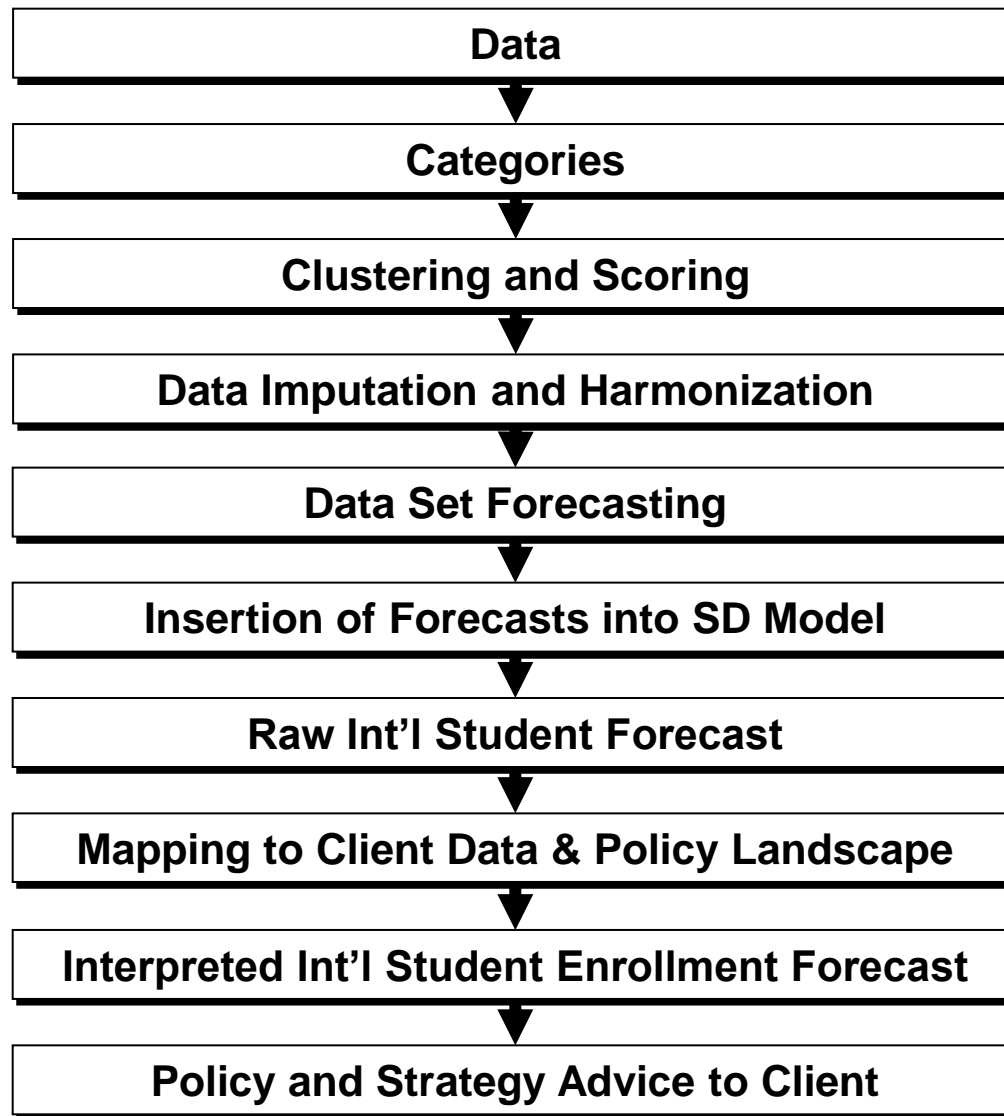 Data
Categories
Clustering and Scoring
Data Imputation and Harmonization
Data Set Forecasting
Insertion of Forecasts into SD Model
Raw Int’l Student Forecast
Mapping to Client Data & Policy Landscape
Interpreted Int’l Student Enrollment Forecast
Policy and Strategy Advice to Client